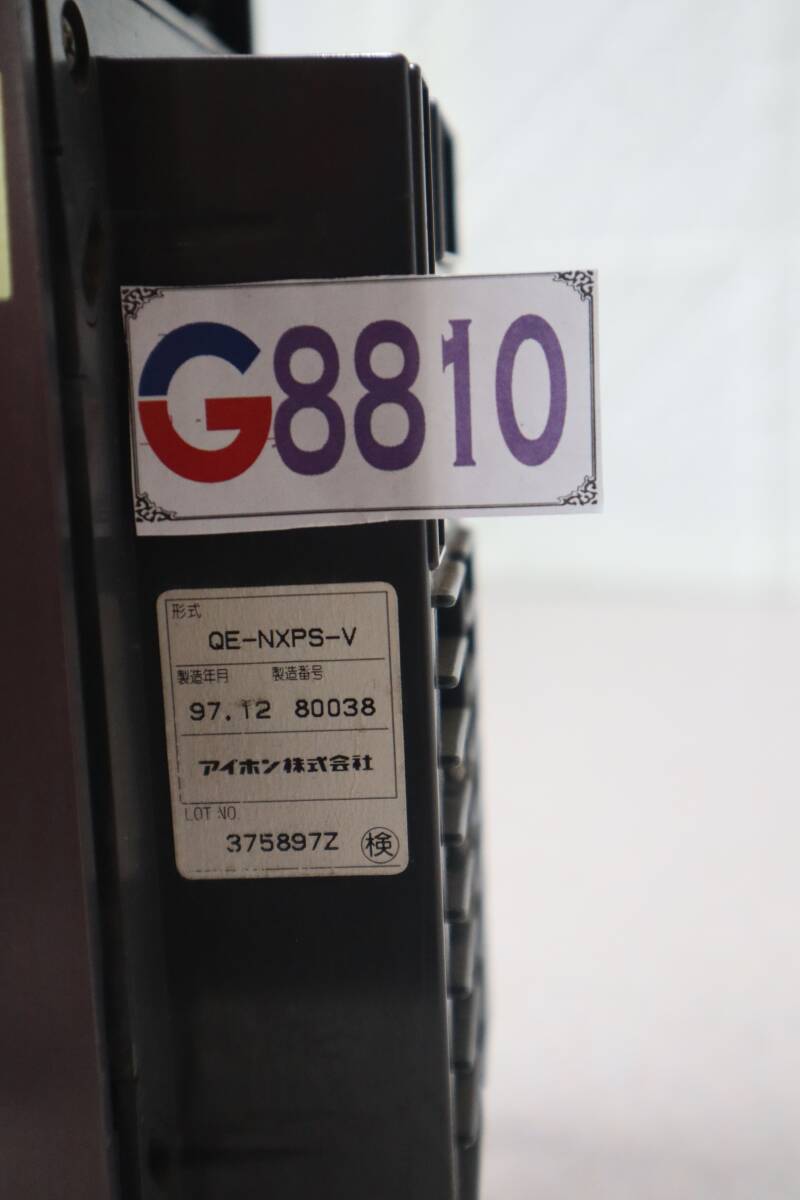 G8810
形式
QE-NXPS-V
製造年月 製造番号
97.12 80038
アイホン株式会社
LOT NO.
375897Z 検